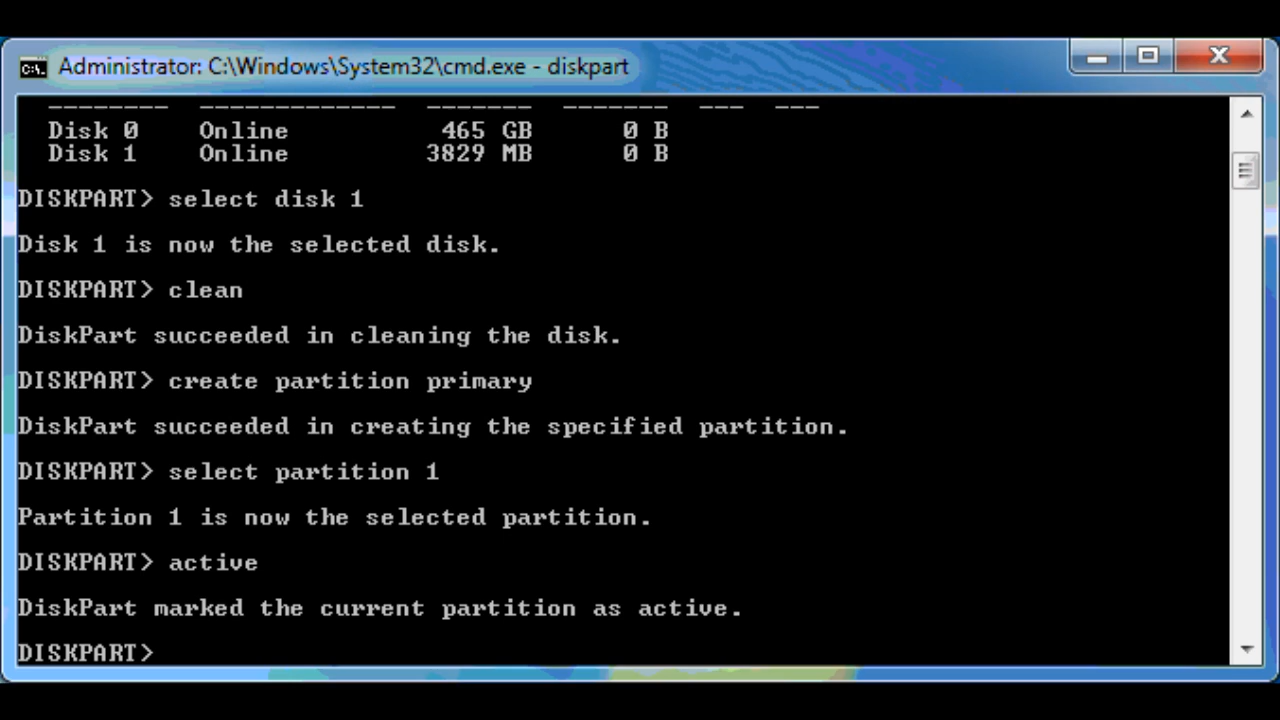 Administrator: C:\Windows\System32\cmd.exe - diskpart
-------- ------------- ------- ------- --- ---
Disk 0 Online 465 GB 0 B
Disk 1 Online 3829 MB 0 B
DISKPART> select disk 1
Disk 1 is now the selected disk.
DISKPART> clean
DiskPart succeeded in cleaning the disk.
DISKPART> create partition primary
DiskPart succeeded in creating the specified partition.
DISKPART> select partition 1
Partition 1 is now the selected partition.
DISKPART> active
DiskPart marked the current partition as active.
DISKPART>